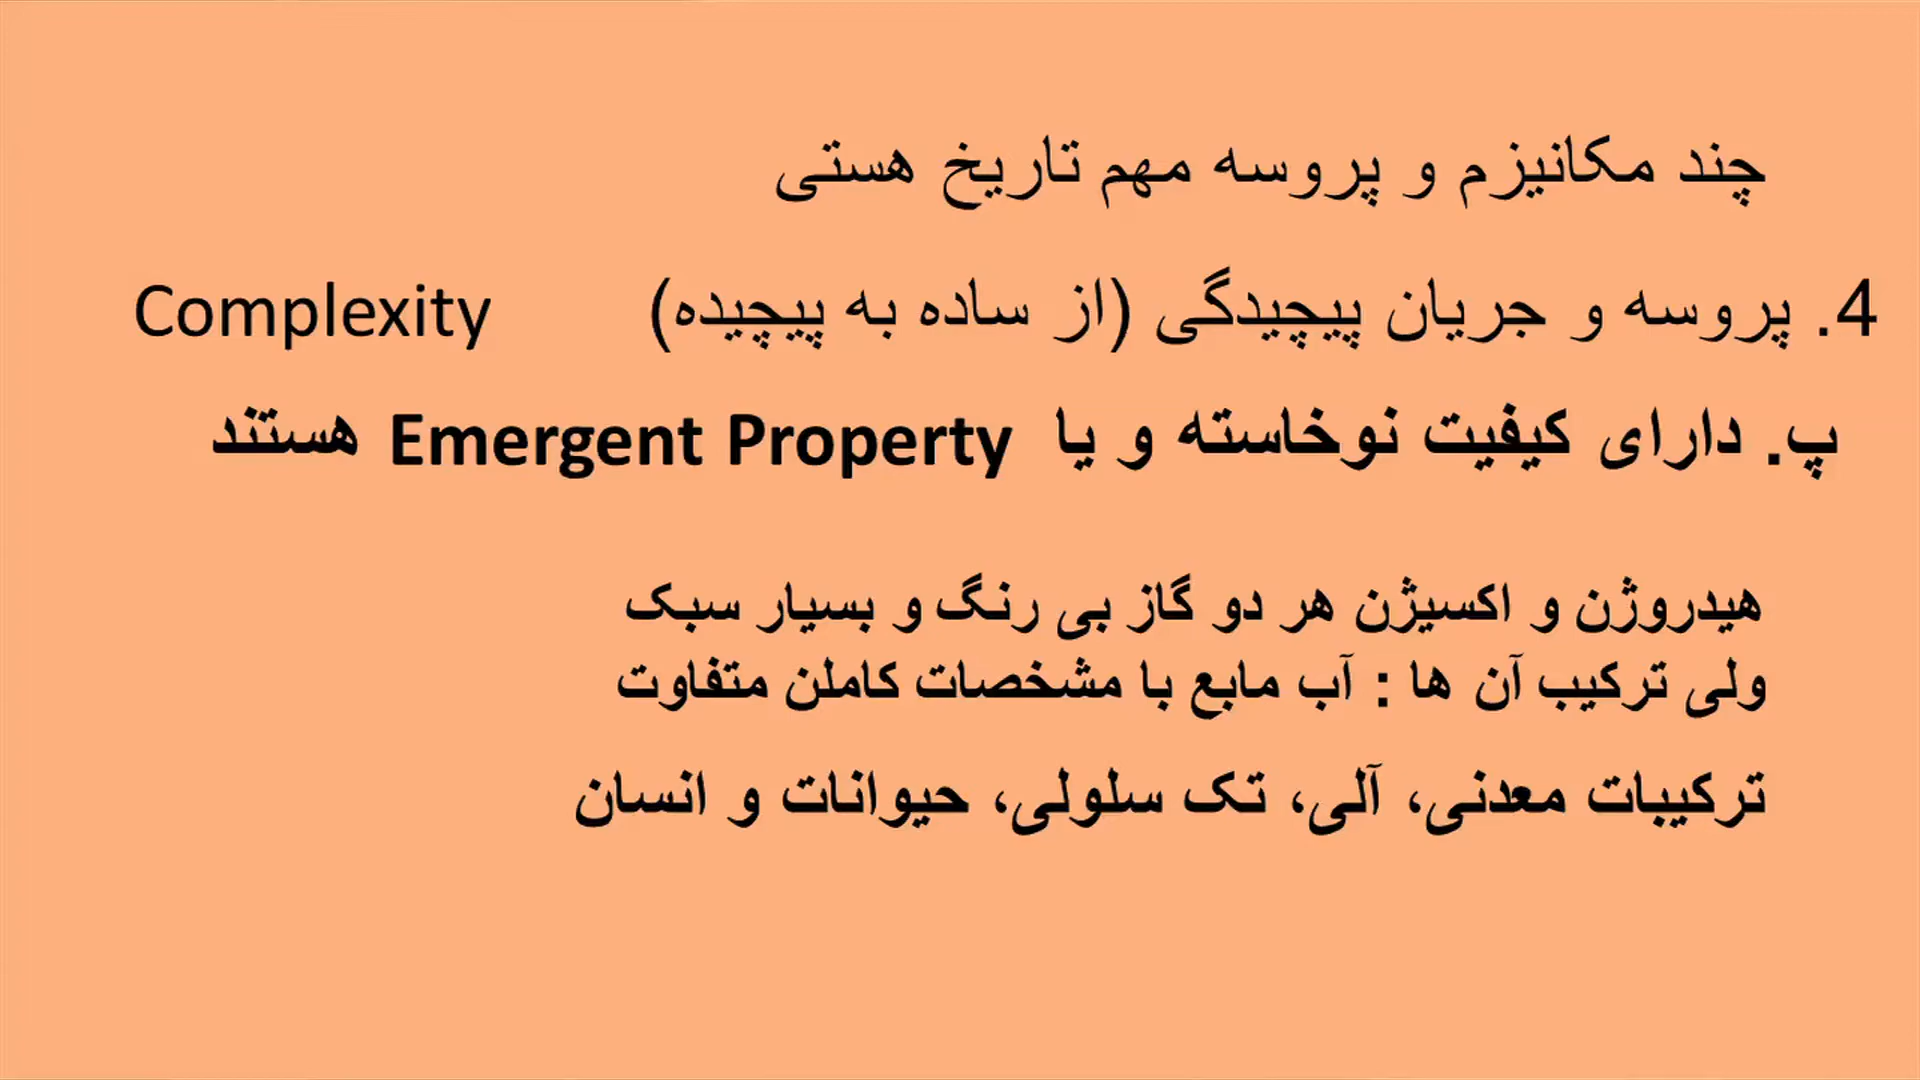 چند مکانیزم و پروسه مهم تاریخ هستی
4. پروسه و جریان پیچیدگی (از ساده به پیچیده) Complexity
پ. دارای کیفیت نوخاسته و یا Emergent Property هستند
هیدروژن و اکسیژن هر دو گاز بی رنگ و بسیار سبک
ولی ترکیب آن ها : آب مابع با مشخصات کاملن متفاوت
ترکیبات معدنی، آلی، تک سلولی، حیوانات و انسان